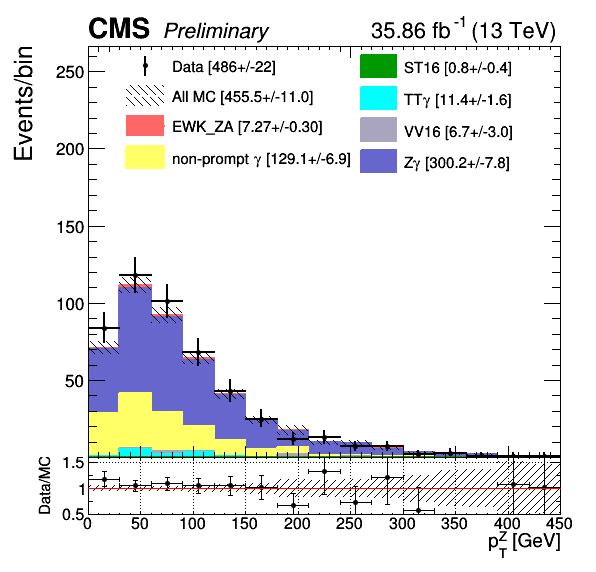 CMS Preliminary 35.86 fb⁻¹ (13 TeV)
Events/bin
250
200
150
100
50
Data [486+/-22]
All MC [455.5+/-11.0]
EWK_ZA [7.27+/-0.30]
non-prompt γ [129.1+/-6.9]
ST16 [0.8+/-0.4]
TTγ [11.4+/-1.6]
VV16 [6.7+/-3.0]
Zγ [300.2+/-7.8]
Data/MC
1.5
1
0.5
0 50 100 150 200 250 300 350 400 450
p_T^Z [GeV]